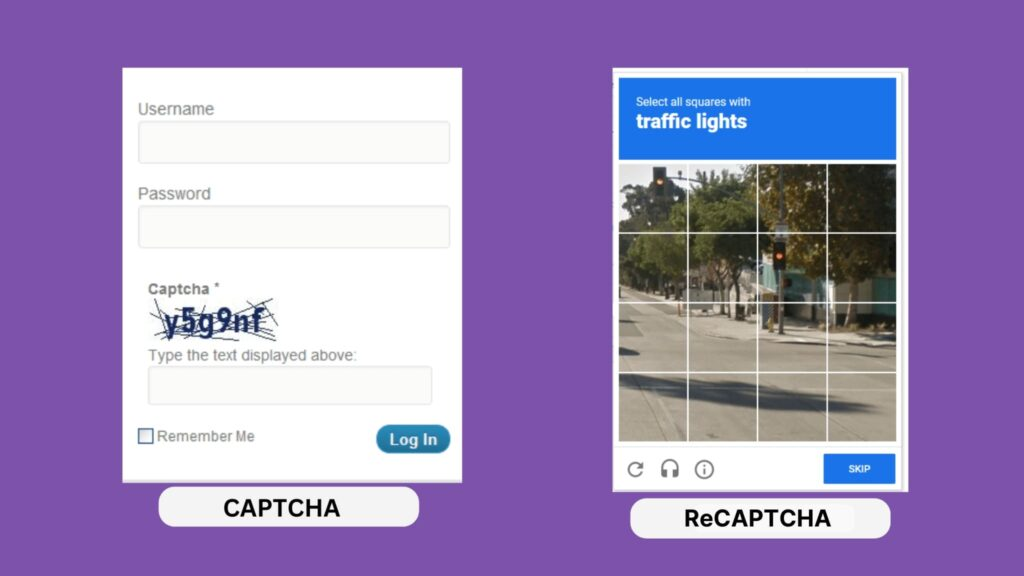 Username
Password
Captcha *
y5g9nf
Type the text displayed above:
Remember Me
Log In
CAPTCHA
Select all squares with
traffic lights
SKIP
ReCAPTCHA